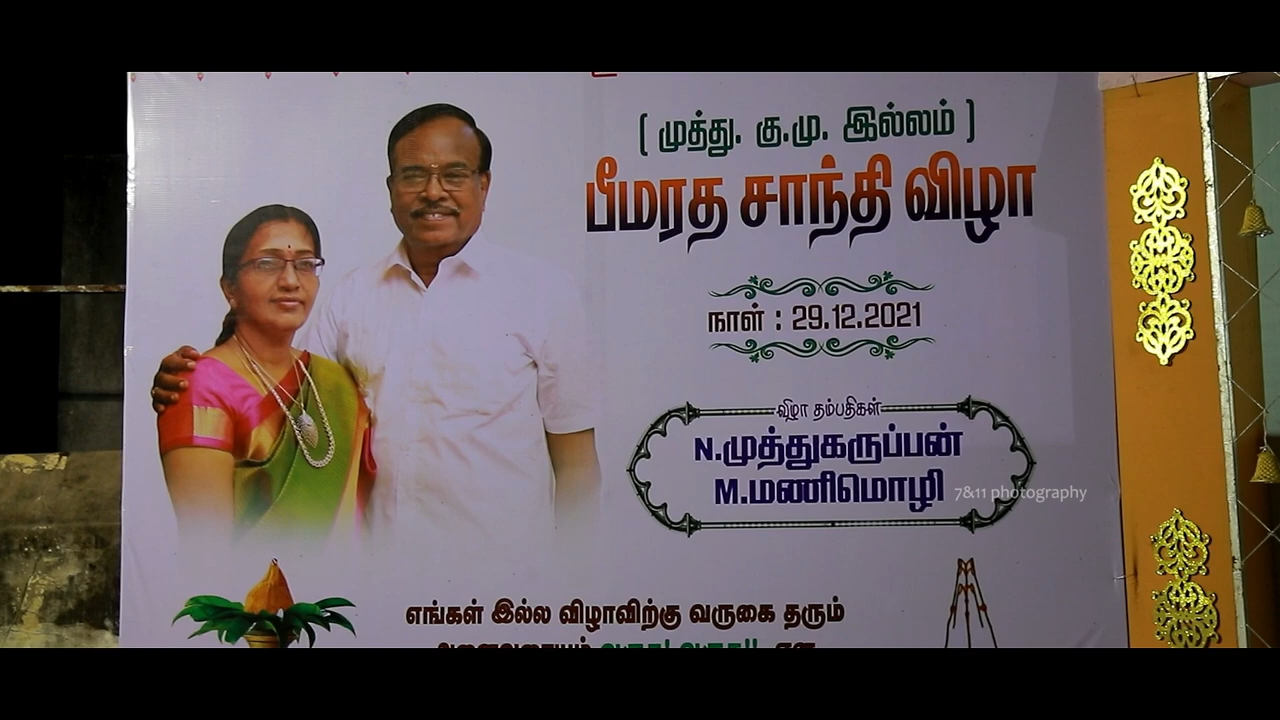 ( முத்து. கு.மு. இல்லம் )
பீமரத சாந்தி விழா
நாள் : 29.12.2021
விழா தம்பதிகள்
N.முத்துகருப்பன்
M.மணிமொழி
7&11 photography
எங்கள் இல்ல விழாவிற்கு வருகை தரும்